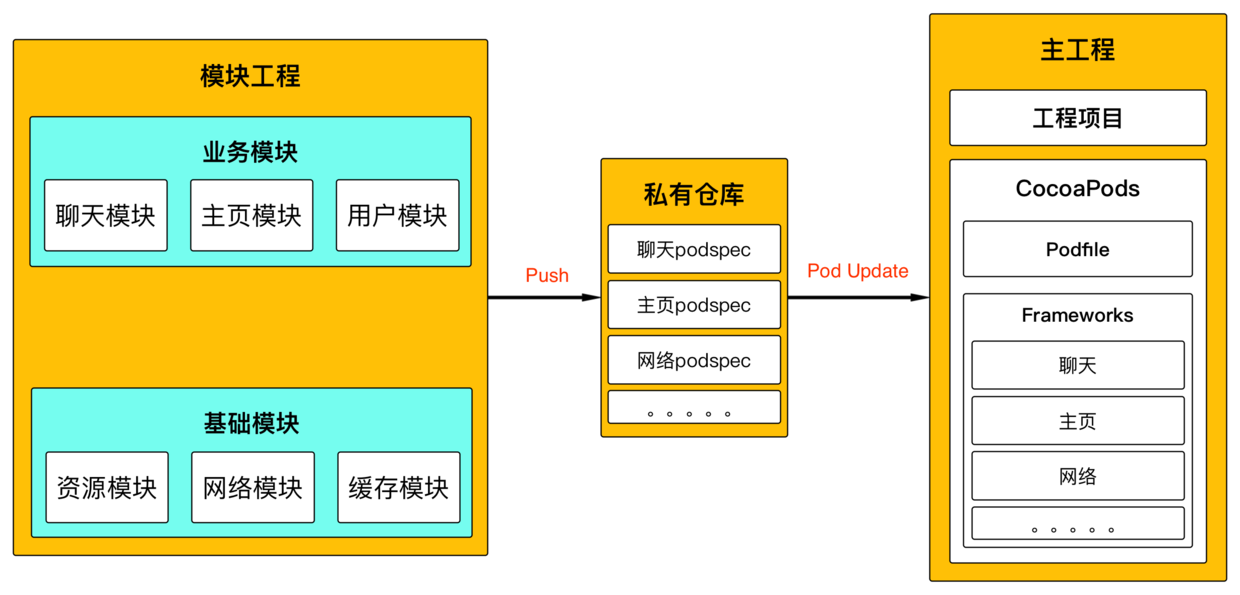 模块工程
业务模块
聊天模块
主页模块
用户模块
基础模块
资源模块
网络模块
缓存模块
Push
私有仓库
聊天podspec
主页podspec
网络podspec
。。。。。
Pod Update
主工程
工程项目
CocoaPods
Podfile
Frameworks
聊天
主页
网络
。。。。。